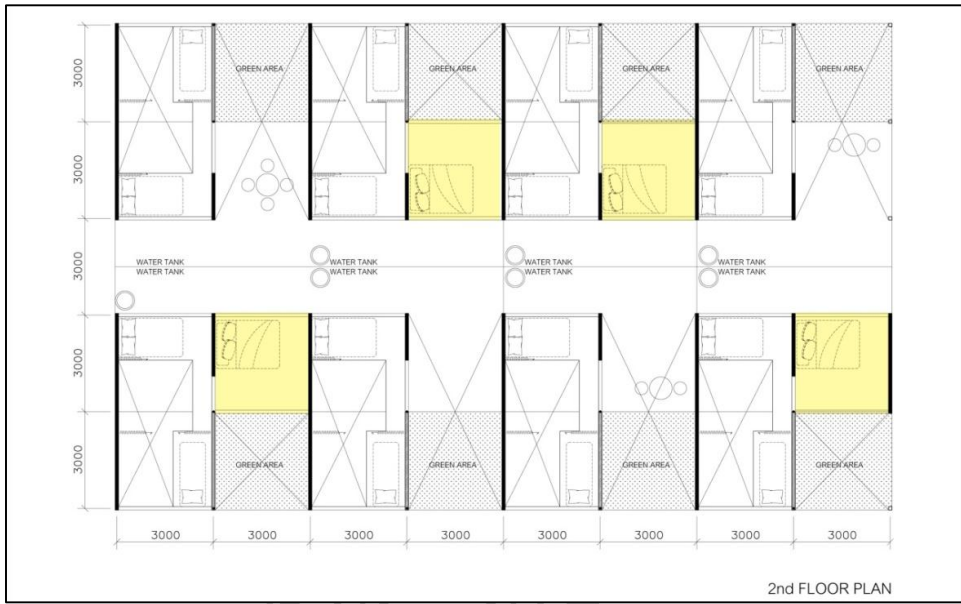 3000
GREEN AREA GREEN AREA GREEN AREA GREEN AREA
3000
3000
WATER TANK WATER TANK WATER TANK WATER TANK
WATER TANK WATER TANK WATER TANK WATER TANK
3000
3000
GREEN AREA GREEN AREA GREEN AREA GREEN AREA
3000 3000 3000 3000 3000 3000 3000 3000
2nd FLOOR PLAN